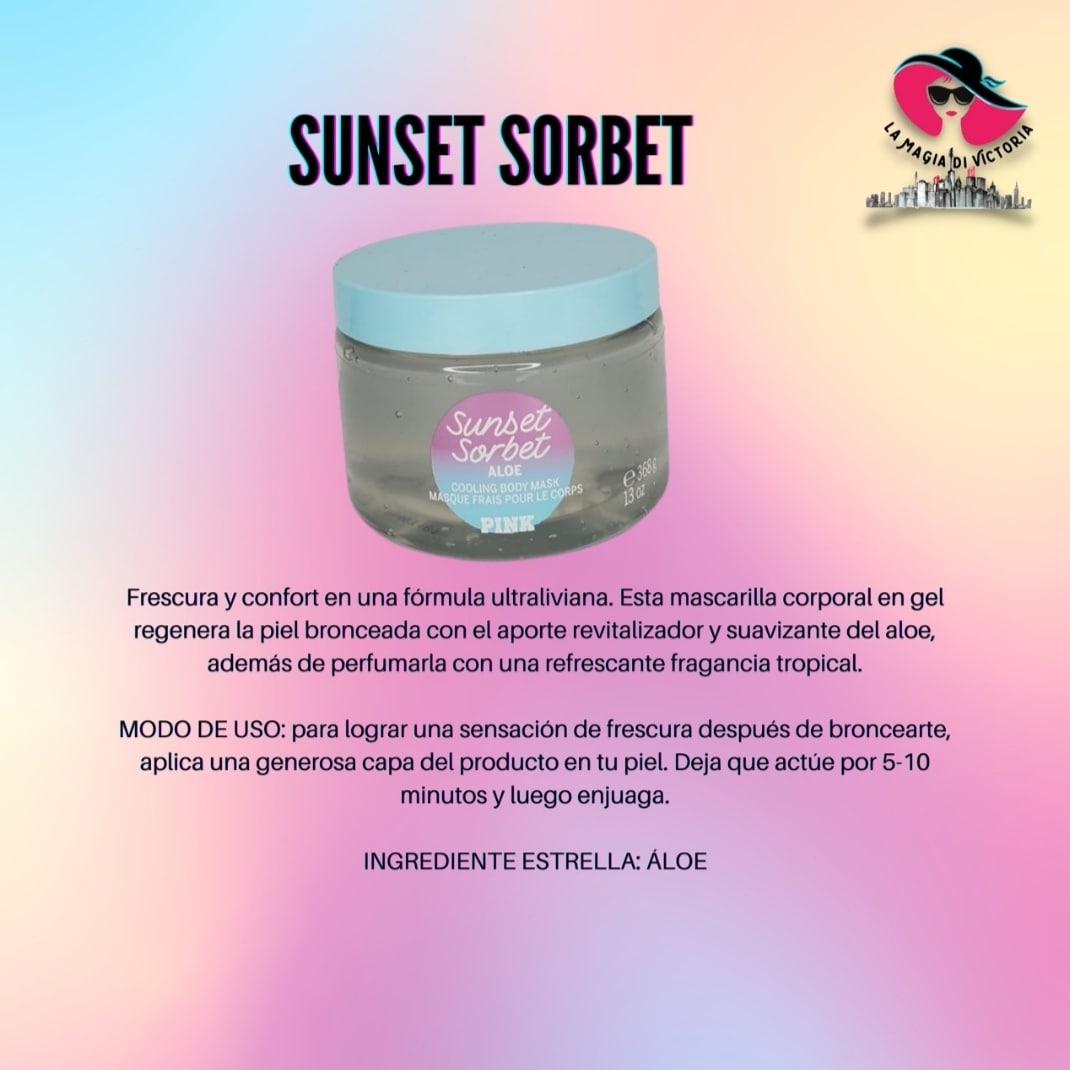 SUNSET SORBET
LA MAGIA DI VICTORIA
Sunset
Sorbet
ALOE
COOLING BODY MASK
MASQUE FRAIS POUR LE CORPS
PINK
e 368 g
13 oz
Frescura y confort en una fórmula ultraliviana. Esta mascarilla corporal en gel
regenera la piel bronceada con el aporte revitalizador y suavizante del aloe,
además de perfumarla con una refrescante fragancia tropical.
MODO DE USO: para lograr una sensación de frescura después de broncearte,
aplica una generosa capa del producto en tu piel. Deja que actúe por 5-10
minutos y luego enjuaga.
INGREDIENTE ESTRELLA: ÁLOE